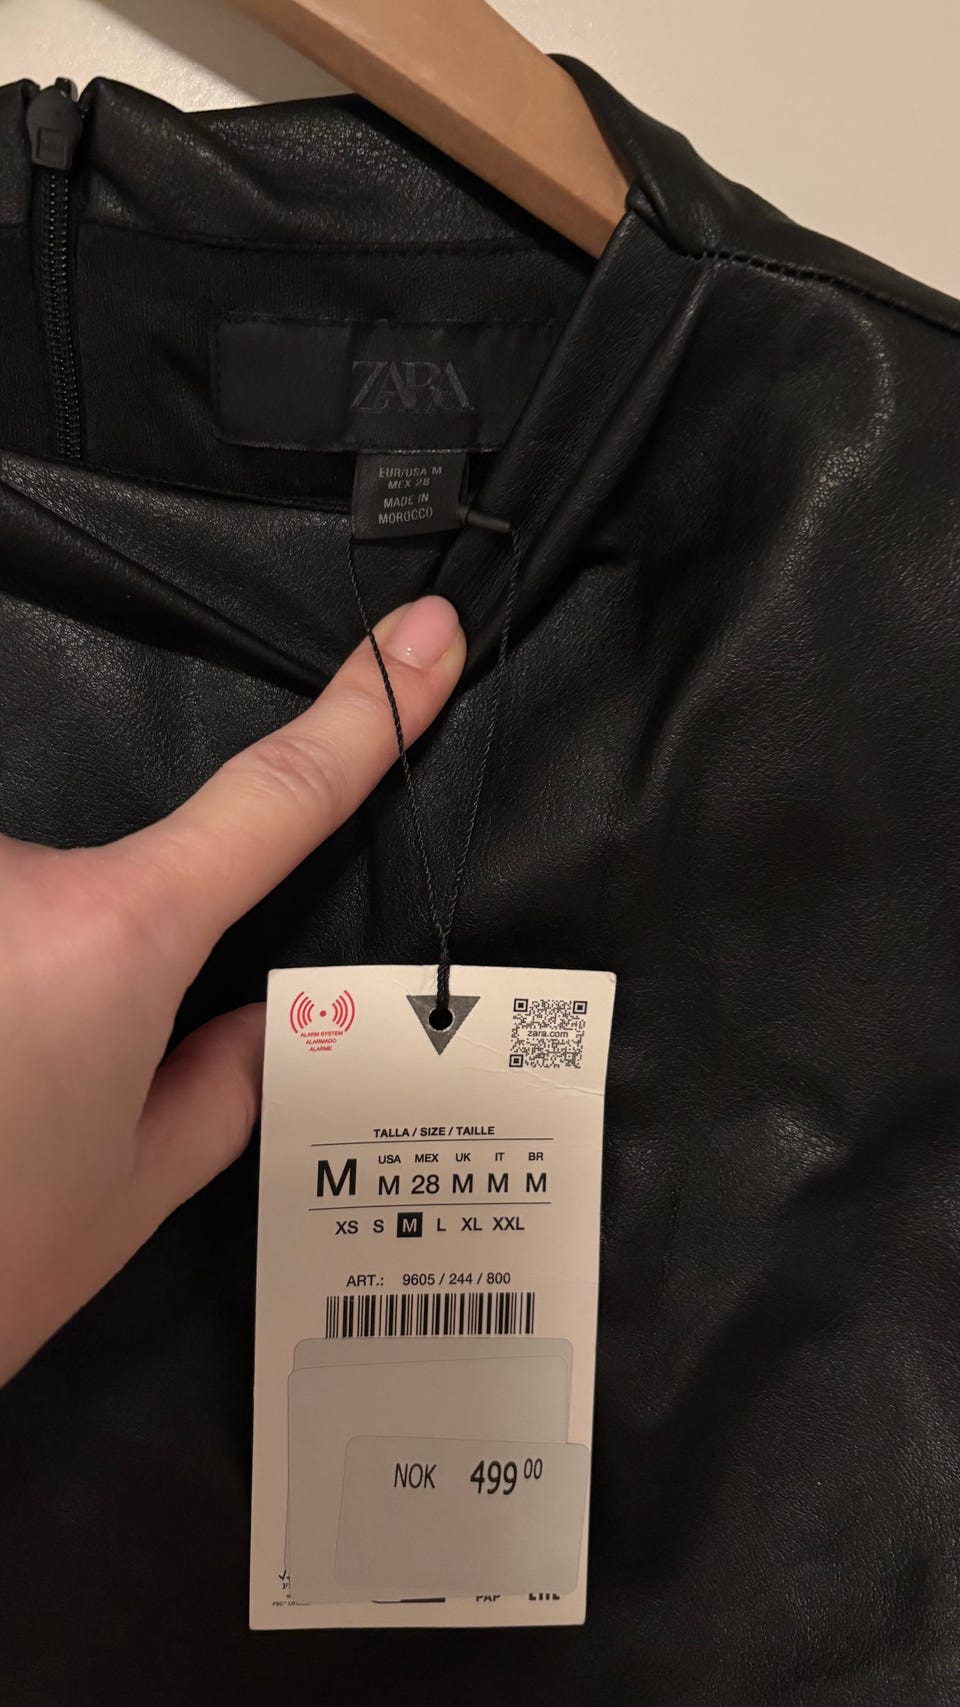 ZARA
EUR/USA M
MEX 28
MADE IN
MOROCCO
ALARM SYSTEM
ALARMADO
ALARME
zara.com
TALLA / SIZE / TAILLE
USA MEX UK IT BR
M M 28 M M M
XS S M L XL XXL
ART.: 9605 / 244 / 800
NOK 499 00
PAP